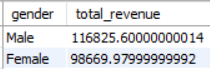 gender total_revenue
Male 116825.60000000014
Female 98669.97999999992